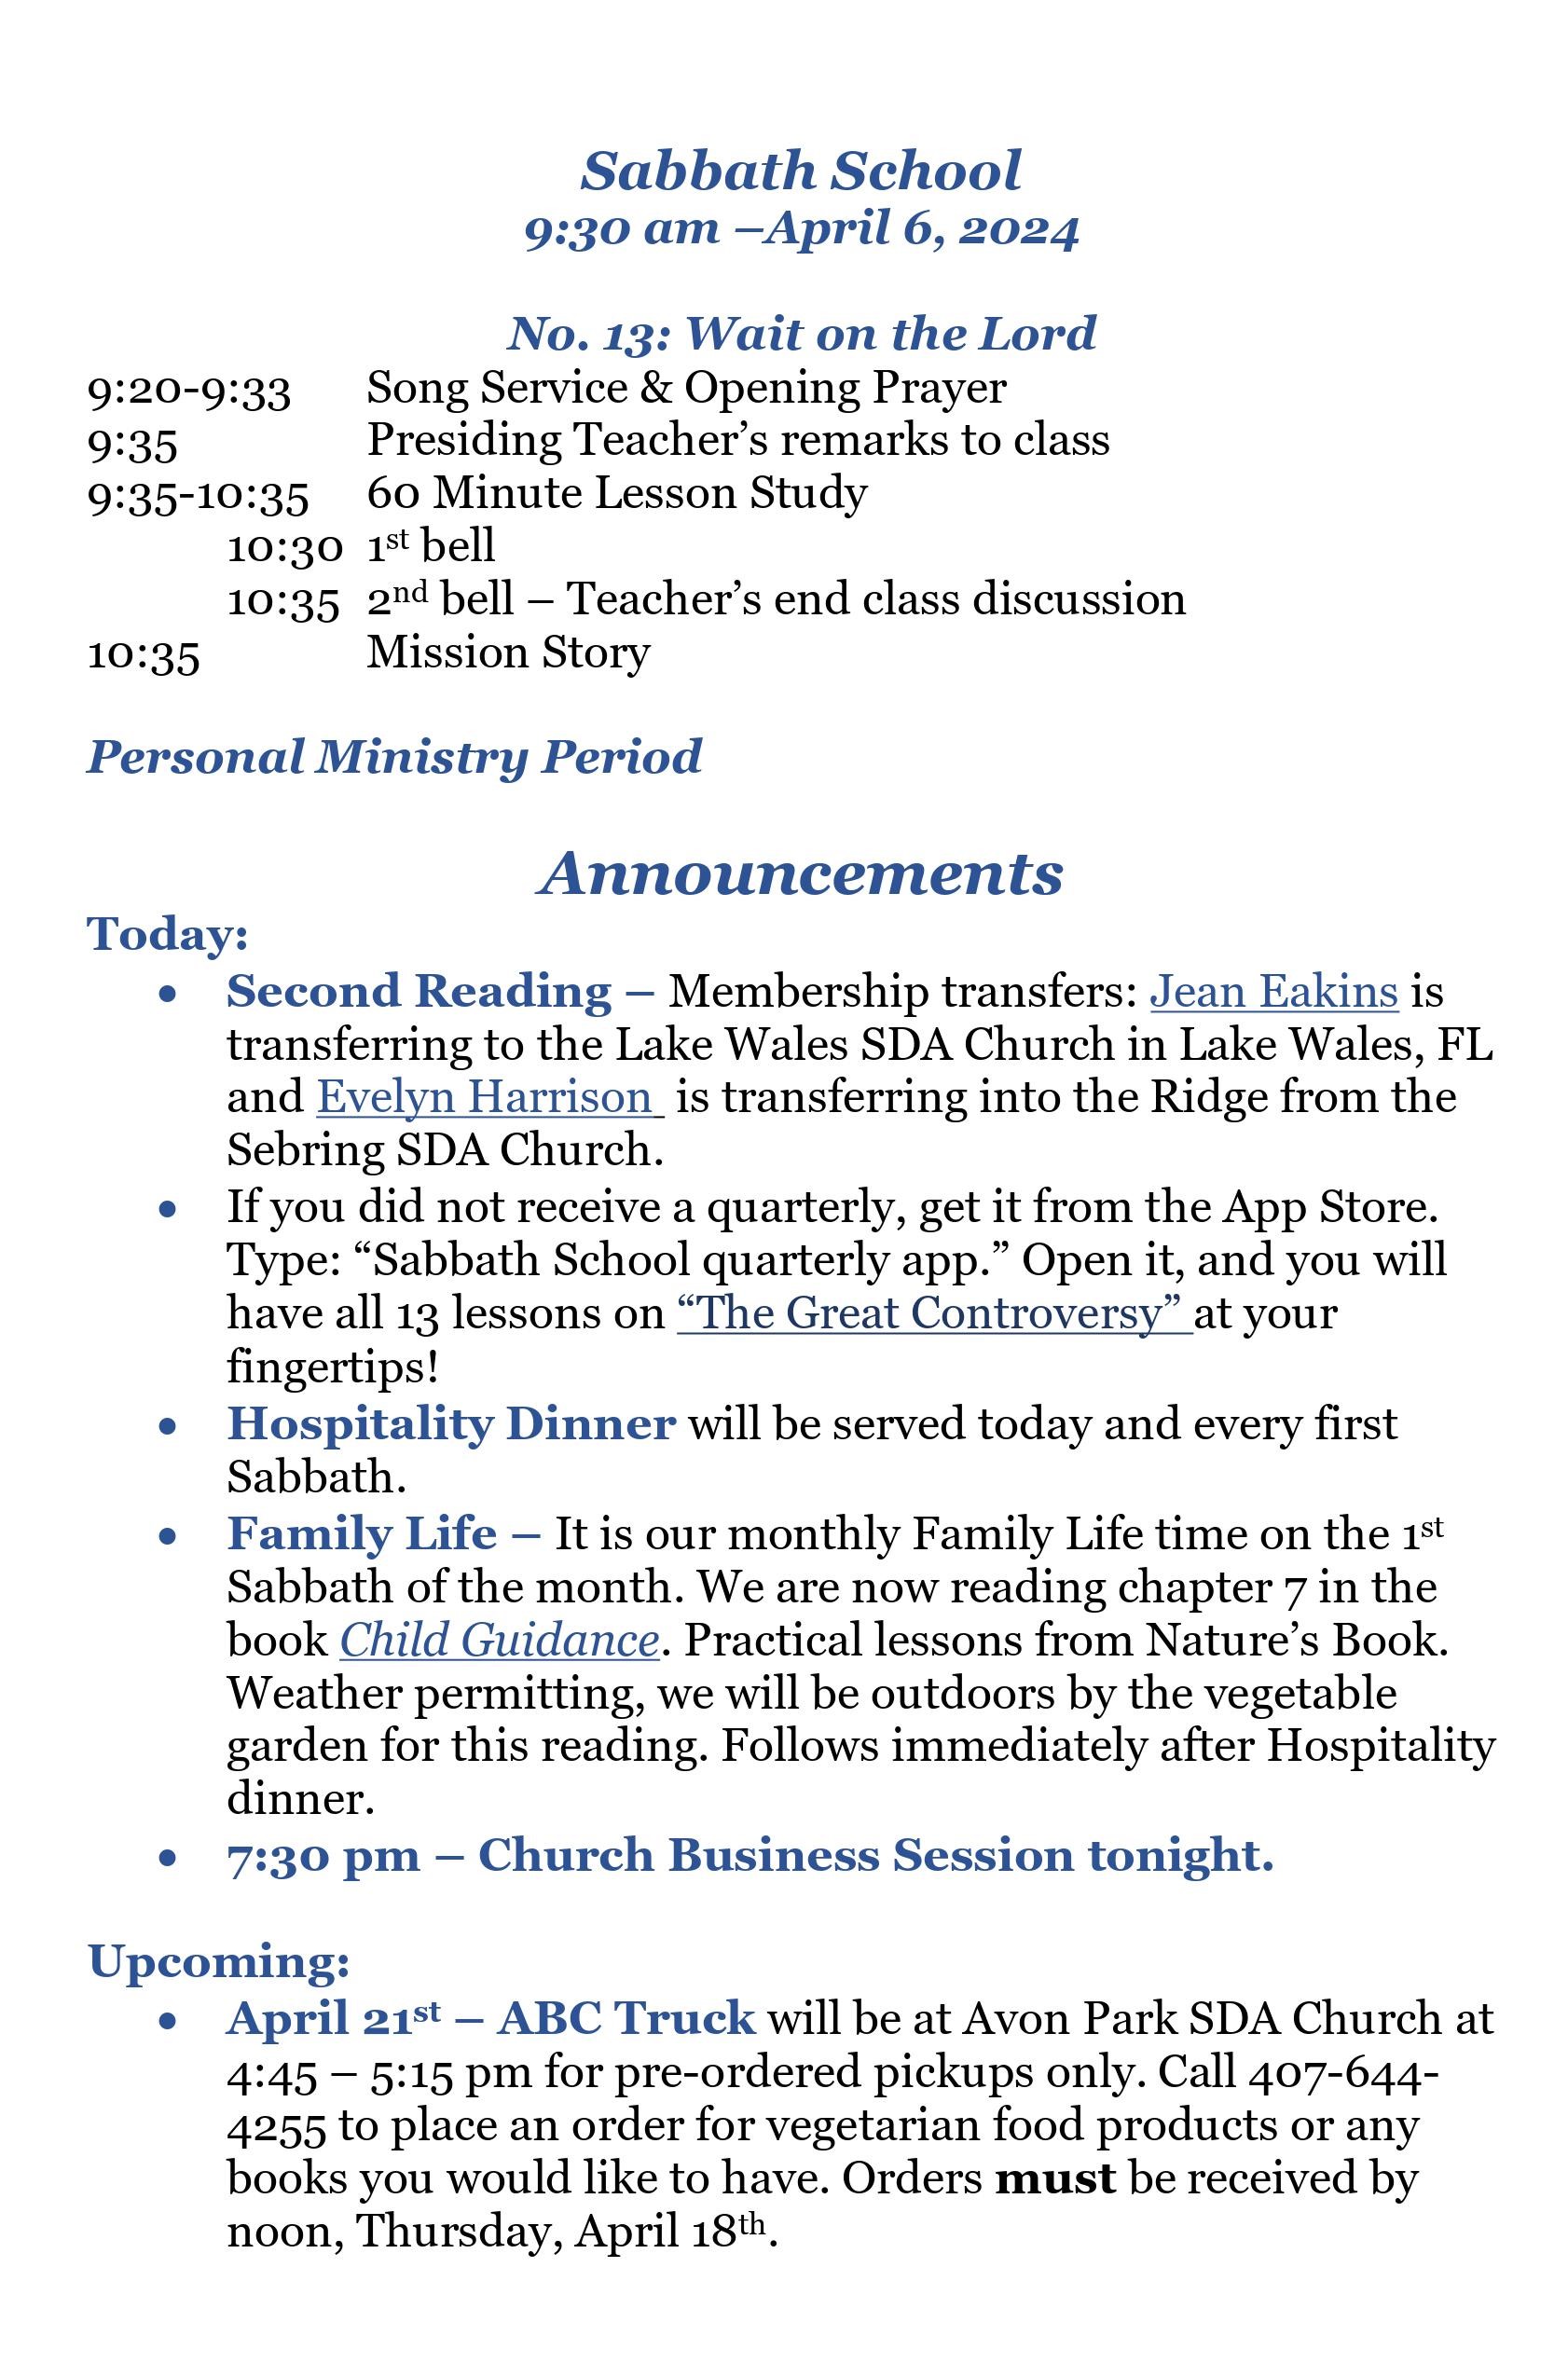 Sabbath School
9:30 am –April 6, 2024
No. 13: Wait on the Lord
9:20-9:33 Song Service & Opening Prayer
9:35 Presiding Teacher’s remarks to class
9:35-10:35 60 Minute Lesson Study
10:30 1st bell
10:35 2nd bell – Teacher’s end class discussion
10:35 Mission Story
Personal Ministry Period
Announcements
Today:
• Second Reading – Membership transfers: Jean Eakins is
transferring to the Lake Wales SDA Church in Lake Wales, FL
and Evelyn Harrison  is transferring into the Ridge from the
Sebring SDA Church.
• If you did not receive a quarterly, get it from the App Store.
Type: “Sabbath School quarterly app.” Open it, and you will
have all 13 lessons on “The Great Controversy” at your
fingertips!
• Hospitality Dinner will be served today and every first
Sabbath.
• Family Life – It is our monthly Family Life time on the 1st
Sabbath of the month. We are now reading chapter 7 in the
book Child Guidance. Practical lessons from Nature’s Book.
Weather permitting, we will be outdoors by the vegetable
garden for this reading. Follows immediately after Hospitality
dinner.
• 7:30 pm – Church Business Session tonight.
Upcoming:
• April 21st – ABC Truck will be at Avon Park SDA Church at
4:45 – 5:15 pm for pre-ordered pickups only. Call 407-644-
4255 to place an order for vegetarian food products or any
books you would like to have. Orders must be received by
noon, Thursday, April 18th.